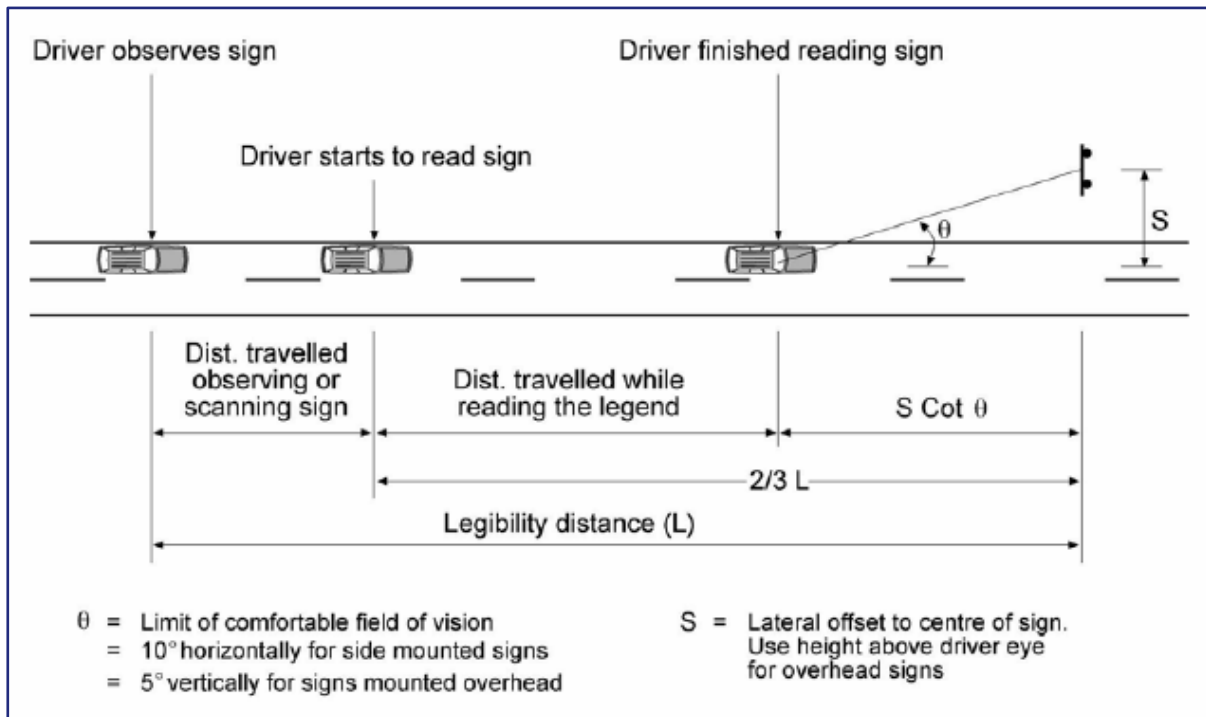 Driver observes sign
Driver finished reading sign
Driver starts to read sign
θ
S
Dist. travelled
observing or
scanning sign
Dist. travelled while
reading the legend
S Cot θ
2/3 L
Legibility distance (L)
θ = Limit of comfortable field of vision
= 10° horizontally for side mounted signs
= 5° vertically for signs mounted overhead
S = Lateral offset to centre of sign.
Use height above driver eye
for overhead signs